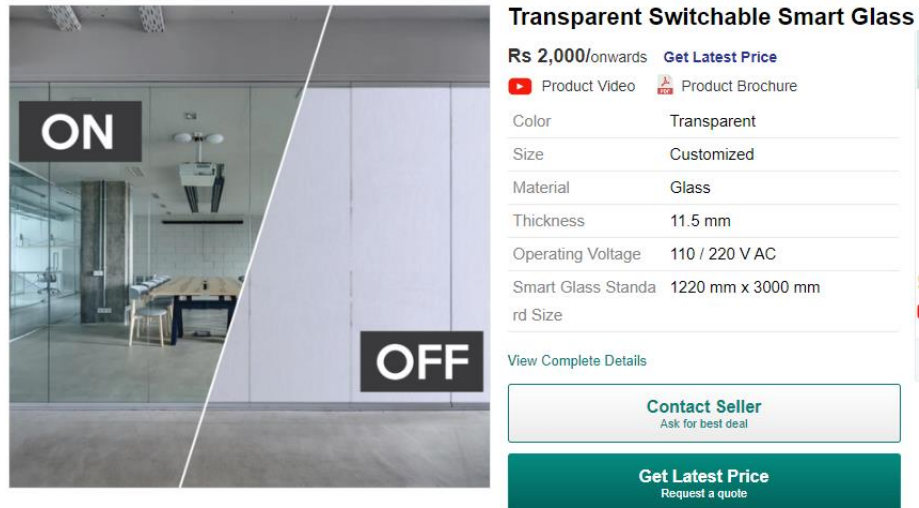 Transparent Switchable Smart Glass
Rs 2,000/onwards Get Latest Price
Product Video PDF Product Brochure
Color Transparent
Size Customized
Material Glass
Thickness 11.5 mm
Operating Voltage 110 / 220 V AC
Smart Glass Standa 1220 mm x 3000 mm
rd Size
View Complete Details
Contact Seller
Ask for best deal
Get Latest Price
Request a quote
ON
OFF